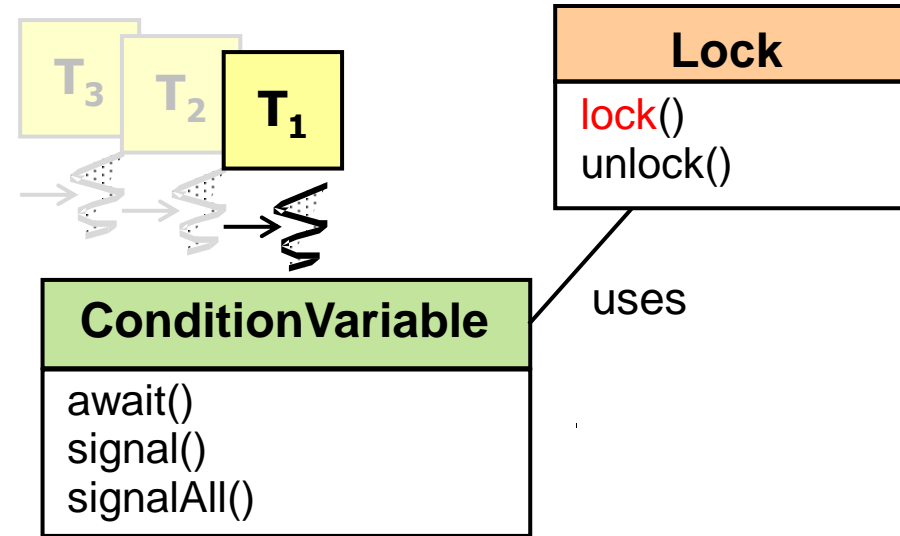 T3
T2
T1
Lock
lock()
unlock()
uses
ConditionVariable
await()
signal()
signalAll()